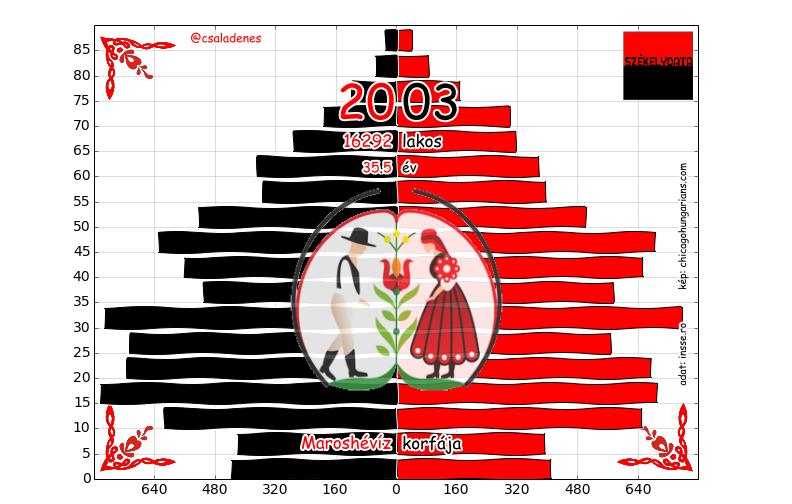 @csaladenes
SZÉKELYDATA
2003
16292 lakos
35.5 év
kép: chicagohungarians.com
adat: insse.ro
Maroshévíz korfája
85
80
75
70
65
60
55
50
45
40
35
30
25
20
15
10
5
0
640 480 320 160 0 160 320 480 640